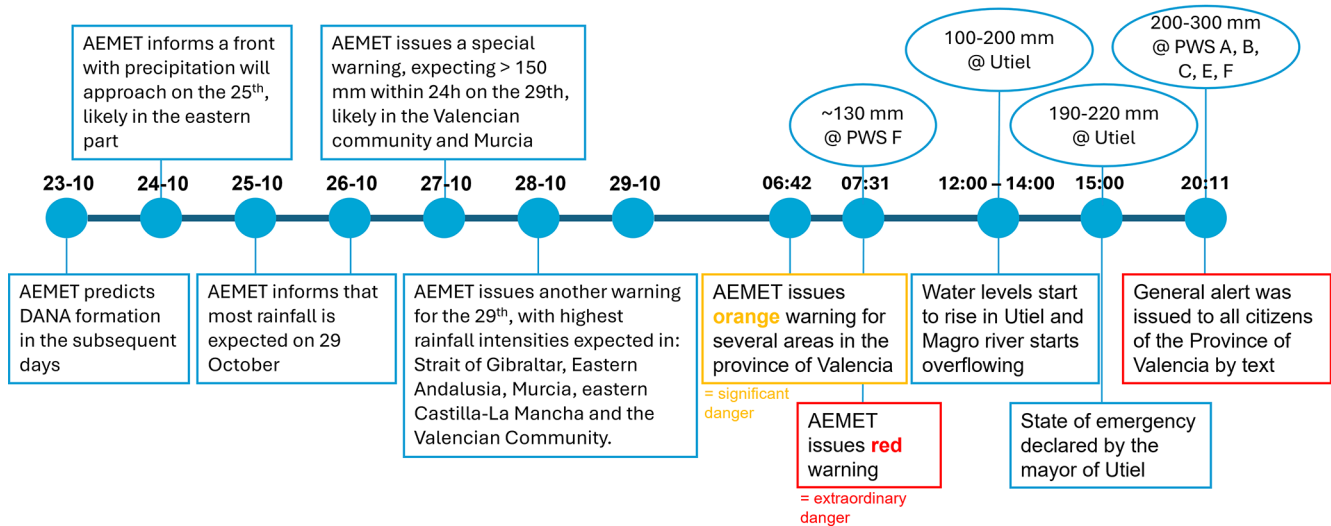 AEMET informs a front
with precipitation will
approach on the 25th,
likely in the eastern
part
AEMET issues a special
warning, expecting > 150
mm within 24h on the 29th,
likely in the Valencian
community and Murcia
~130 mm
@ PWS F
100-200 mm
@ Utiel
190-220 mm
@ Utiel
200-300 mm
@ PWS A, B,
C, E, F
23-10
24-10
25-10
26-10
27-10
28-10
29-10
06:42
07:31
12:00 – 14:00
15:00
20:11
AEMET predicts
DANA formation
in the subsequent
days
AEMET informs that
most rainfall is
expected on 29
October
AEMET issues another warning
for the 29th, with highest
rainfall intensities expected in:
Strait of Gibraltar, Eastern
Andalusia, Murcia, eastern
Castilla-La Mancha and the
Valencian Community.
AEMET issues
orange warning for
several areas in the
province of Valencia
= significant
danger
AEMET
issues red
warning
= extraordinary
danger
Water levels start
to rise in Utiel and
Magro river starts
overflowing
State of emergency
declared by the
mayor of Utiel
General alert was
issued to all citizens
of the Province of
Valencia by text